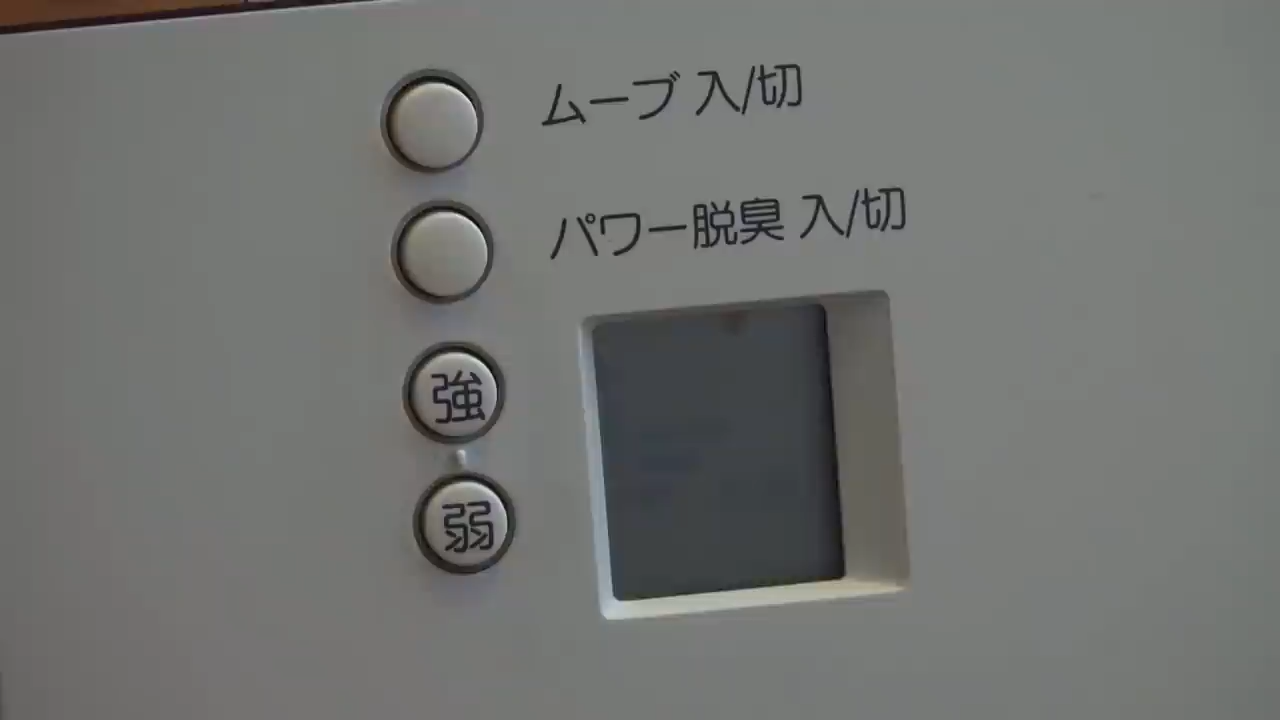 ムーブ 入/切
パワー脱臭 入/切
強
弱